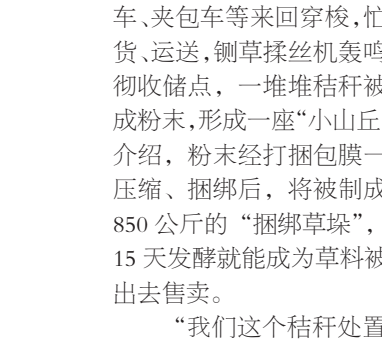 车、夹包车等来回穿梭,忙
货、运送,铡草揉丝机轰鸣
彻收储点，一堆堆秸秆被
成粉末,形成一座“小山丘
介绍，粉末经打捆包膜一
压缩、捆绑后，将被制成
850 公斤的“捆绑草垛”，
15 天发酵就能成为草料被
出去售卖。
“我们这个秸秆处置